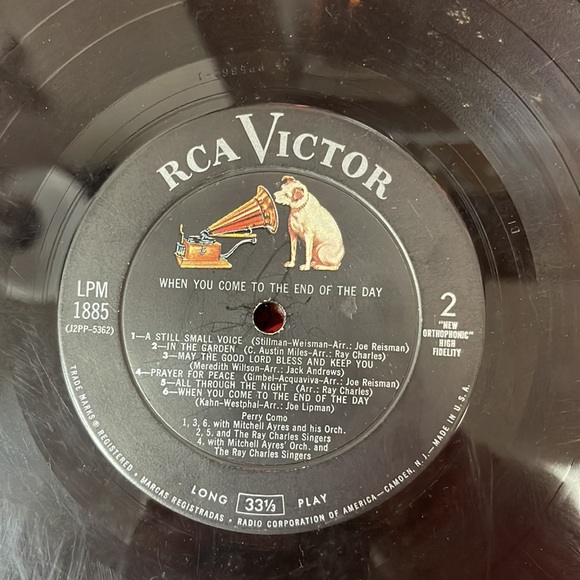 RCA VICTOR
WHEN YOU COME TO THE END OF THE DAY
LPM
1885
(J2PP-5362)
2
"NEW
ORTHOPHONIC"
HIGH
FIDELITY
1—A STILL SMALL VOICE (Stillman-Weisman-Arr.: Joe Reisman)
2—IN THE GARDEN (C. Austin Miles-Arr.: Ray Charles)
3—MAY THE GOOD LORD BLESS AND KEEP YOU
(Meredith Willson-Arr.: Jack Andrews)
4—PRAYER FOR PEACE (Gimbel-Acquaviva-Arr.: Joe Reisman)
5—ALL THROUGH THE NIGHT (Arr.: Ray Charles)
6—WHEN YOU COME TO THE END OF THE DAY
(Kahn-Westphal-Arr.: Joe Lipman)
Perry Como
1, 3, 6. with Mitchell Ayres and his Orch.
2, 5. and The Ray Charles Singers
4. with Mitchell Ayres' Orch. and
The Ray Charles Singers
LONG 33⅓ PLAY
TRADE MARKS ® REGISTERED • MARCAS REGISTRADAS • RADIO CORPORATION OF AMERICA—CAMDEN, N. J.—MADE IN U.S.A.